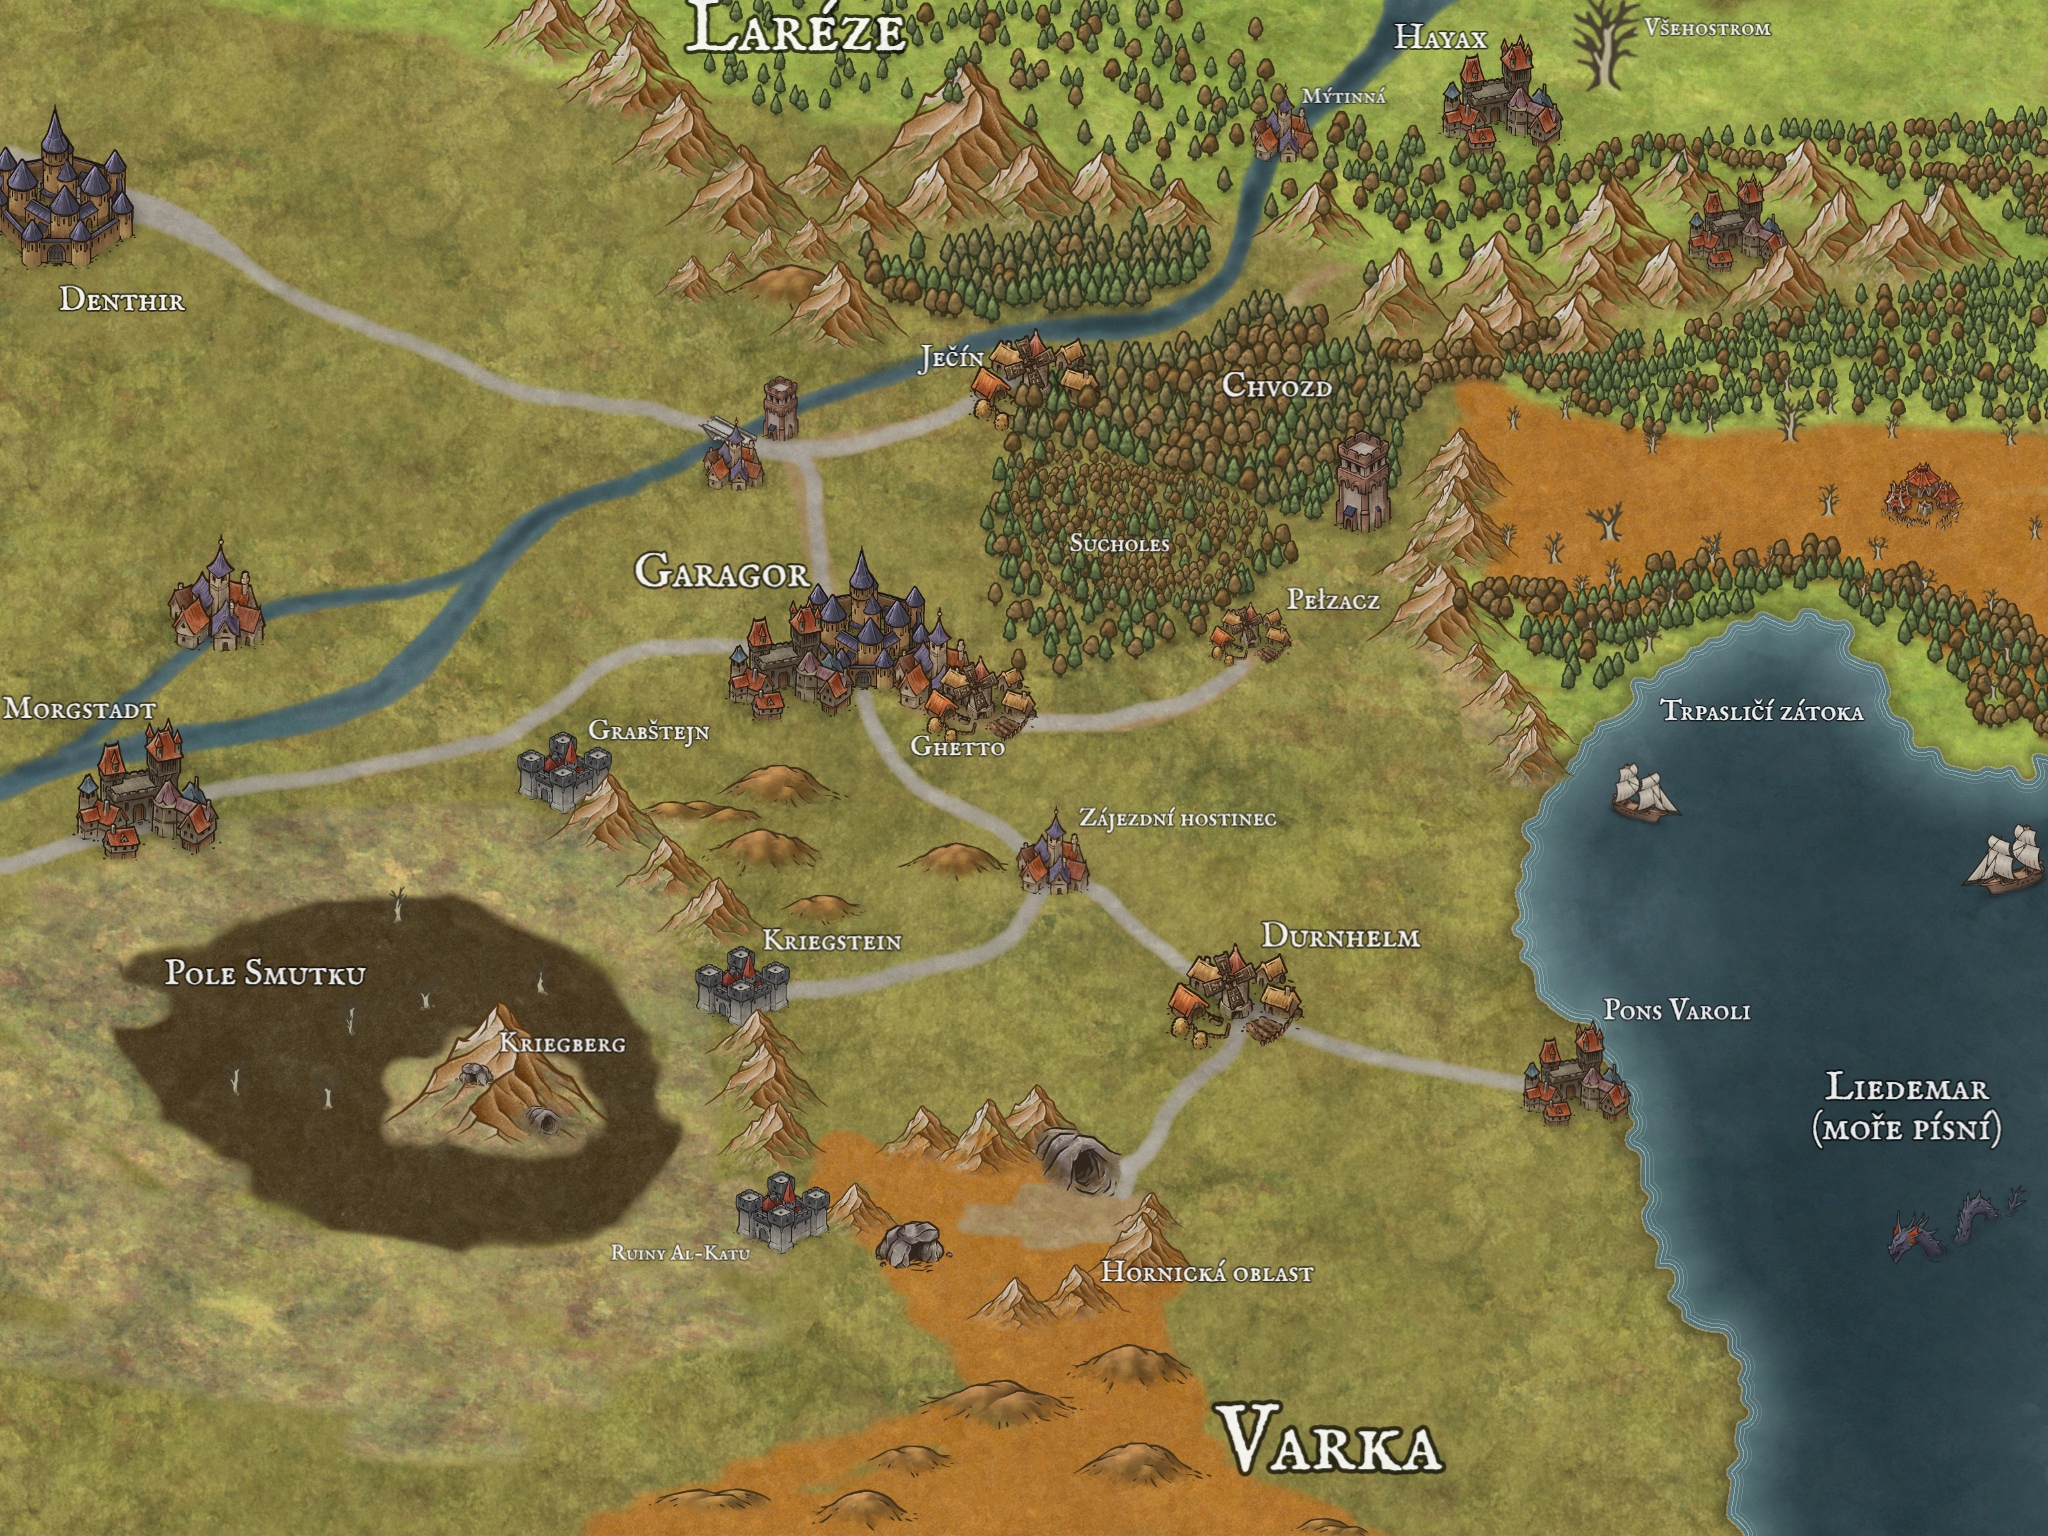 Laréze
Hayax
Všehostrom
Mýtinná
Denthir
Ječín
Chvozd
Sucholes
Garagor
Pełzacz
Morgstadt
Grabštejn
Ghetto
Trpasličí zátoka
Zájezdní hostinec
Kriegstein
Durnhelm
Pole Smutku
Pons Varoli
Kriegberg
Liedemar
(moře písní)
Ruiny Al-Katu
Hornická oblast
Varka